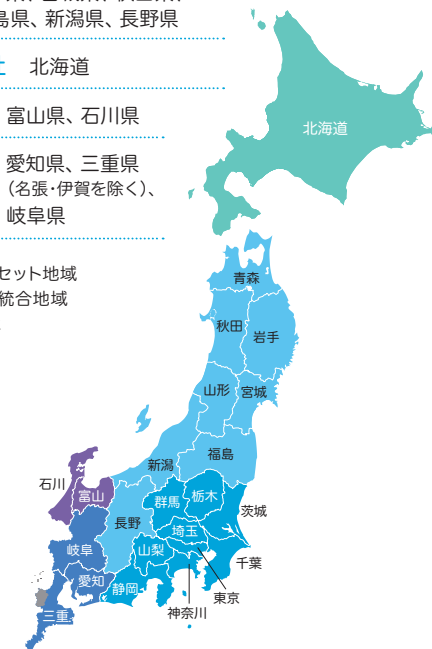 島県、新潟県、長野県
北海道
富山県、石川県
愛知県、三重県
（名張・伊賀を除く）、
岐阜県
セット地域
統合地域
北海道
青森
秋田
岩手
山形
宮城
福島
新潟
石川
富山
群馬
栃木
茨城
長野
埼玉
岐阜
山梨
千葉
愛知
静岡
東京
神奈川
三重